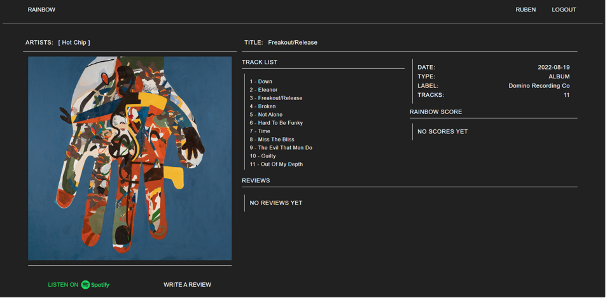 RAINBOW
RUBEN
LOGOUT
ARTISTS: [ Hot Chip ]
TITLE: Freakout/Release
TRACK LIST
1 - Down
2 - Eleanor
3 - Freakout/Release
4 - Broken
5 - Not Alone
6 - Hard To Be Funky
7 - Time
8 - Miss The Bliss
9 - The Evil That Men Do
10 - Guilty
11 - Out Of My Depth
DATE: 2022-08-19
TYPE: ALBUM
LABEL: Domino Recording Co
TRACKS: 11
RAINBOW SCORE
NO SCORES YET
REVIEWS
NO REVIEWS YET
LISTEN ON Spotify
WRITE A REVIEW